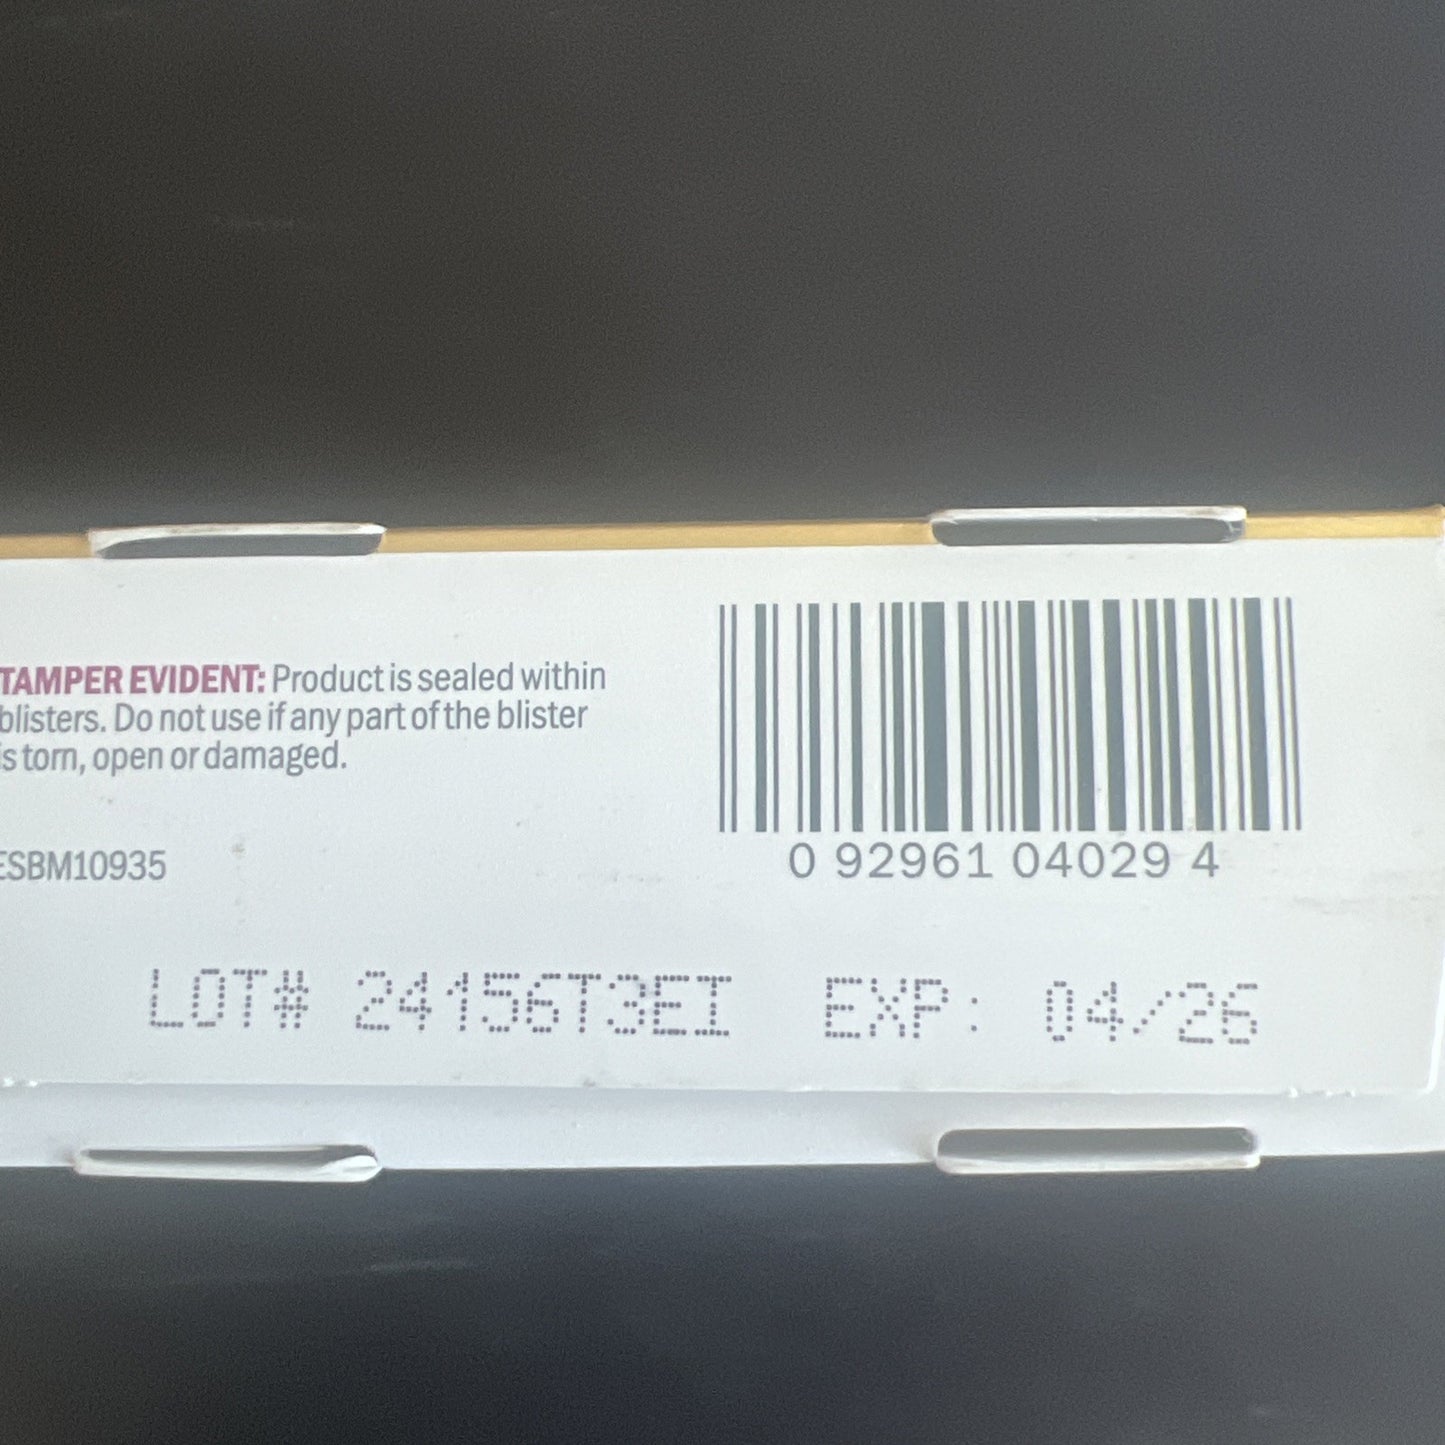 TAMPER EVIDENT: Product is sealed within
blisters. Do not use if any part of the blister
is torn, open or damaged.
ESBM10935
0 92961 04029 4
LOT# 24156T3EI EXP: 04/26